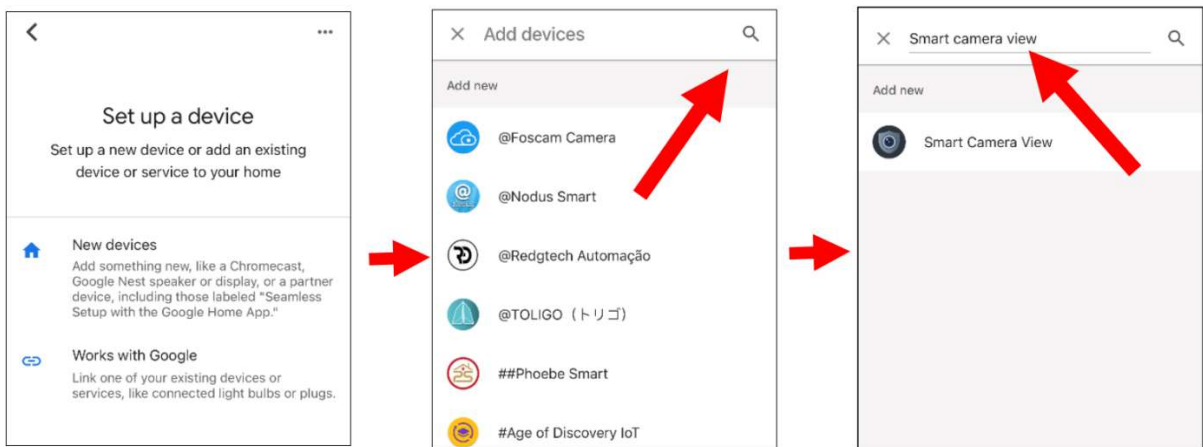 Set up a device
Set up a new device or add an existing
device or service to your home
New devices
Add something new, like a Chromecast,
Google Nest speaker or display, or a partner
device, including those labeled "Seamless
Setup with the Google Home App."
Works with Google
Link one of your existing devices or
services, like connected light bulbs or plugs.
Add devices
Add new
@Foscam Camera
@Nodus Smart
@Redgtech Automação
@TOLIGO（トリゴ）
##Phoebe Smart
#Age of Discovery IoT
Smart camera view
Add new
Smart Camera View